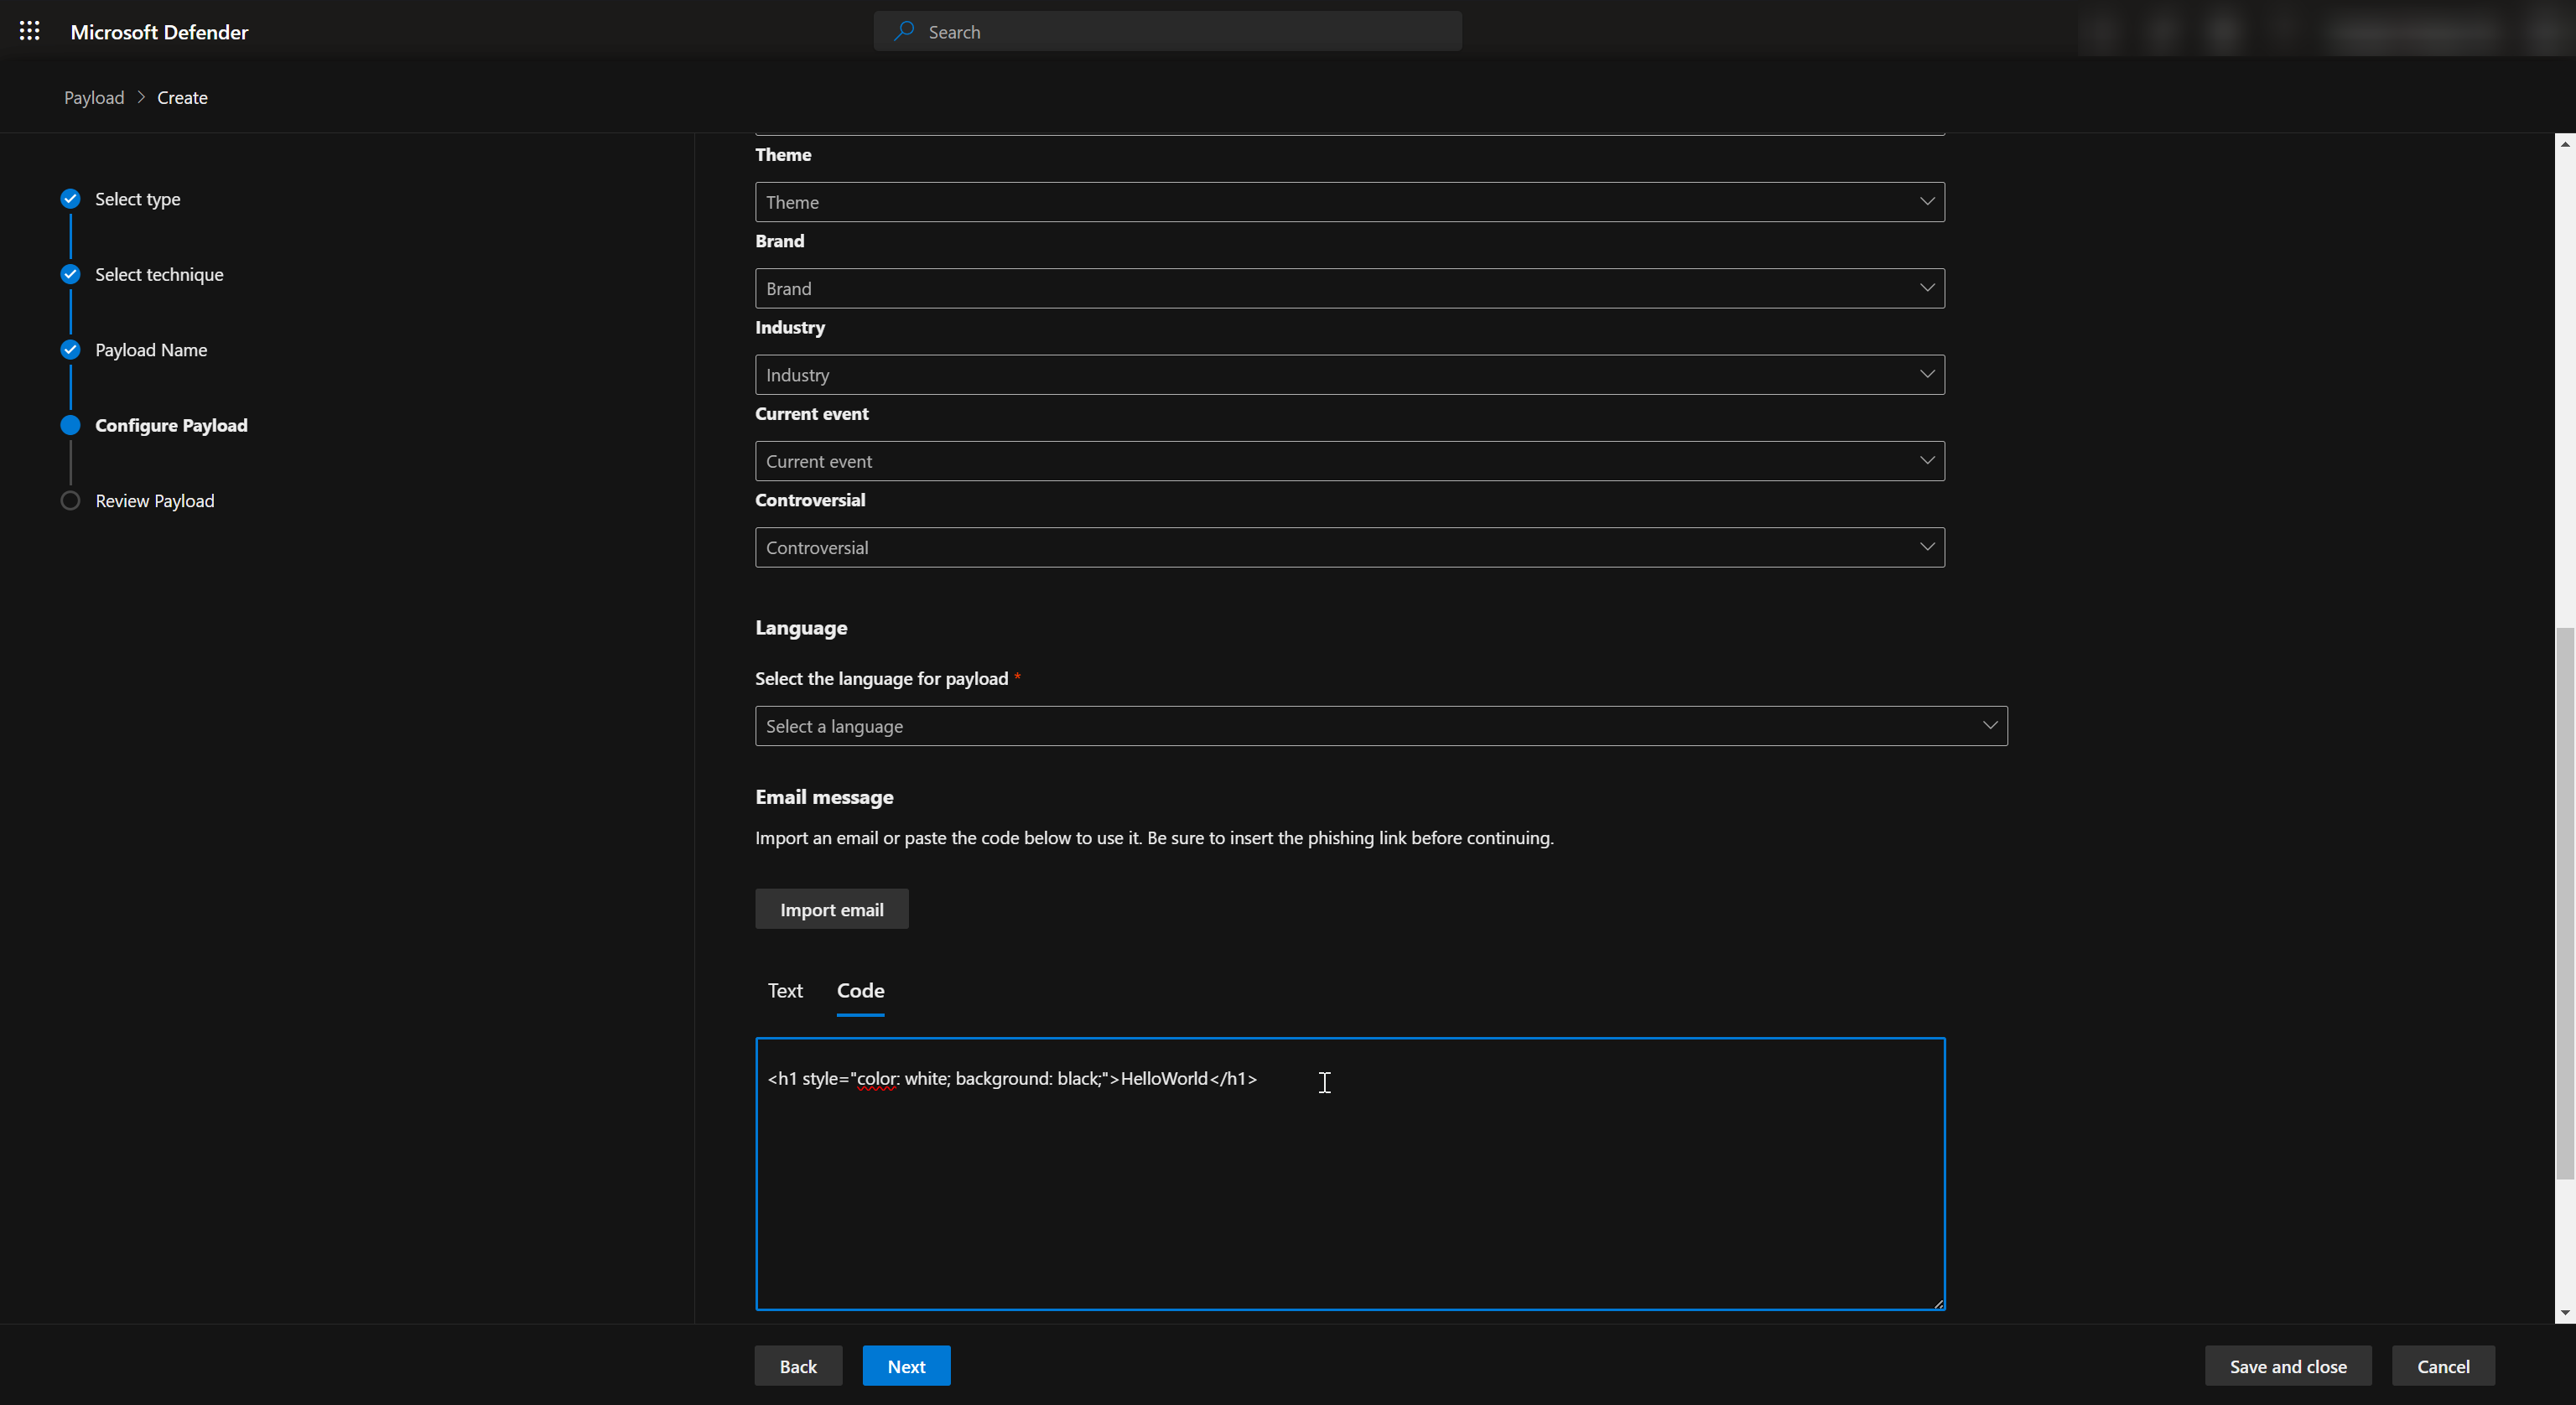 Microsoft Defender
Search
Payload > Create
Select type
Select technique
Payload Name
Configure Payload
Review Payload
Theme
Theme
Brand
Brand
Industry
Industry
Current event
Current event
Controversial
Controversial
Language
Select the language for payload *
Select a language
Email message
Import an email or paste the code below to use it. Be sure to insert the phishing link before continuing.
Import email
Text Code
<h1 style="color: white; background: black;">HelloWorld</h1>
Back Next Save and close Cancel